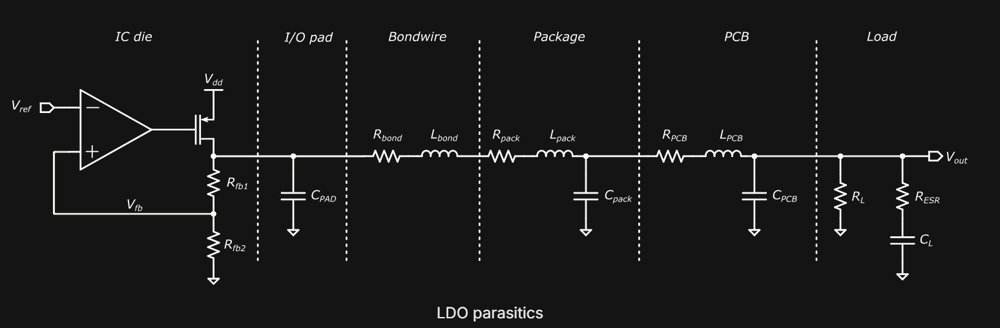 IC die
I/O pad
Bondwire
Package
PCB
Load
Vdd
Vref
−
+
Rbond
Lbond
Rpack
Lpack
RPCB
LPCB
Vout
Rfb1
CPAD
Cpack
CPCB
RL
RESR
Vfb
Rfb2
CL
LDO parasitics